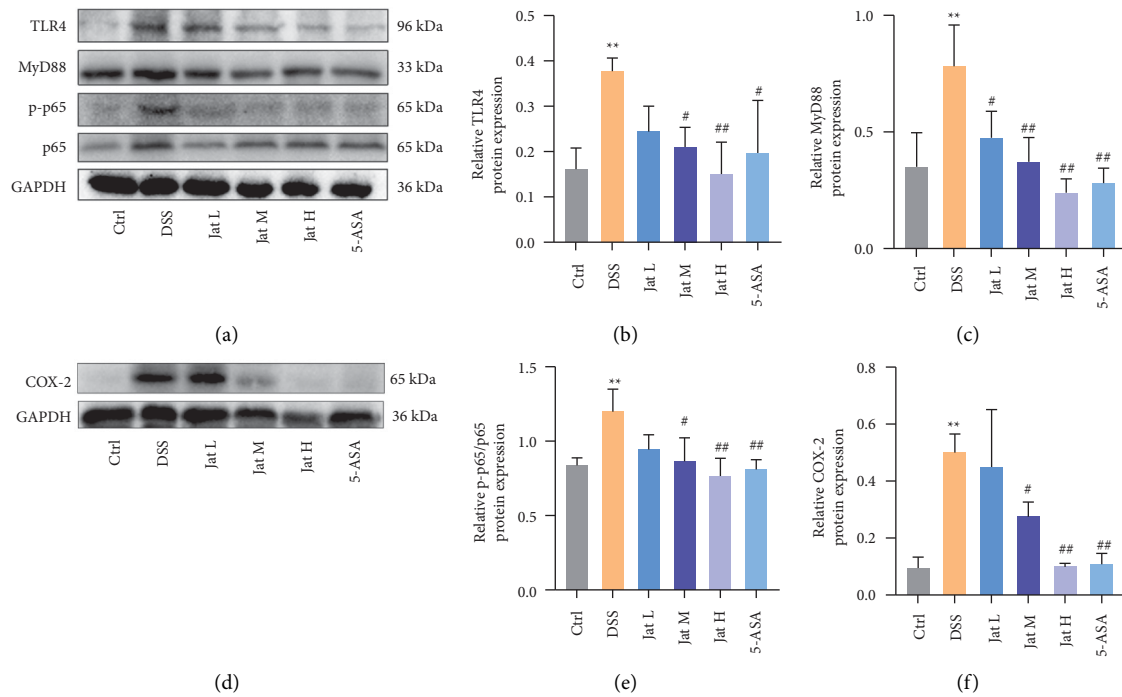 TLR4
96 kDa
MyD88
33 kDa
p-p65
65 kDa
p65
65 kDa
GAPDH
36 kDa
Ctrl
DSS
Jat L
Jat M
Jat H
5-ASA
(a)
Relative TLR4
protein expression
0.5
0.4
0.3
0.2
0.1
0.0
**
#
##
#
Ctrl
DSS
Jat L
Jat M
Jat H
5-ASA
(b)
Relative MyD88
protein expression
1.0
0.5
0.0
**
#
##
##
##
Ctrl
DSS
Jat L
Jat M
Jat H
5-ASA
(c)
COX-2
65 kDa
GAPDH
36 kDa
Ctrl
DSS
Jat L
Jat M
Jat H
5-ASA
(d)
Relative p-p65/p65
protein expression
1.5
1.0
0.5
0.0
**
#
##
##
Ctrl
DSS
Jat L
Jat M
Jat H
5-ASA
(e)
Relative COX-2
protein expression
0.8
0.6
0.4
0.2
0.0
**
#
##
##
Ctrl
DSS
Jat L
Jat M
Jat H
5-ASA
(f)